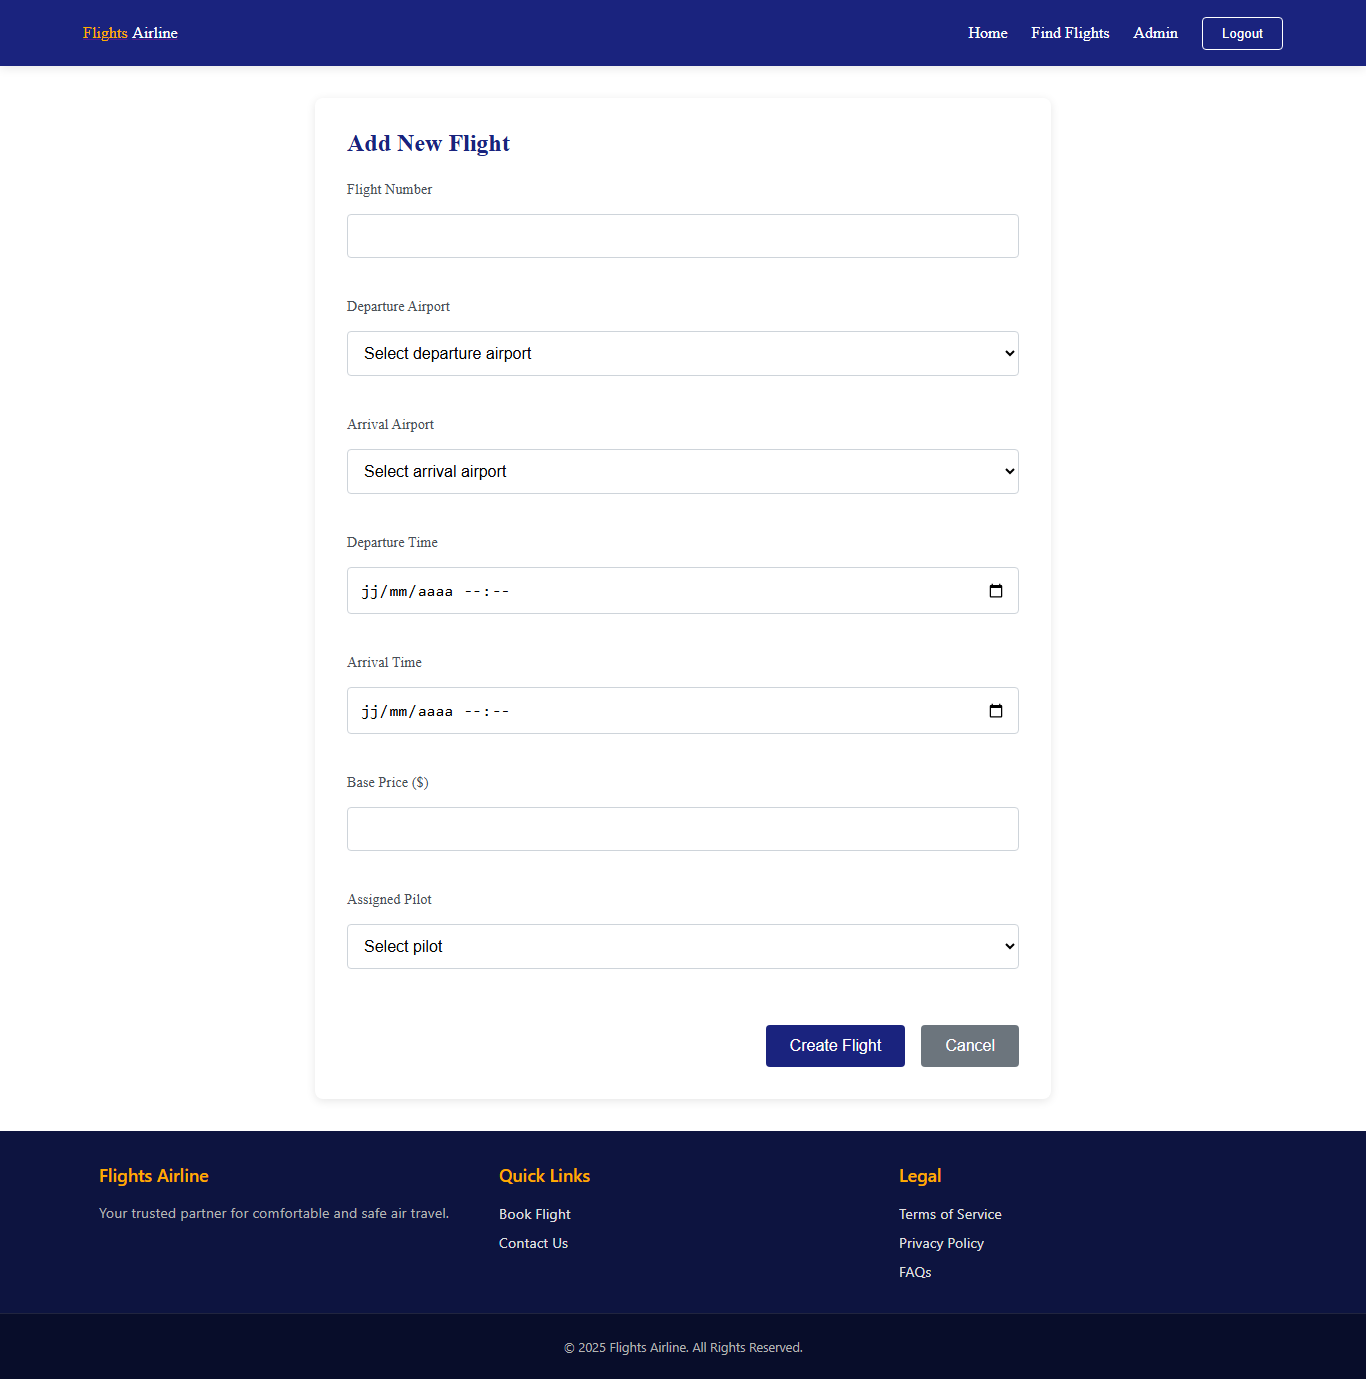 Flights Airline
Home Find Flights Admin Logout
Add New Flight
Flight Number
Departure Airport
Select departure airport
Arrival Airport
Select arrival airport
Departure Time
jj/mm/aaaa --:--
Arrival Time
jj/mm/aaaa --:--
Base Price ($)
Assigned Pilot
Select pilot
Create Flight Cancel
Flights Airline
Your trusted partner for comfortable and safe air travel.
Quick Links
Book Flight
Contact Us
Legal
Terms of Service
Privacy Policy
FAQs
© 2025 Flights Airline. All Rights Reserved.